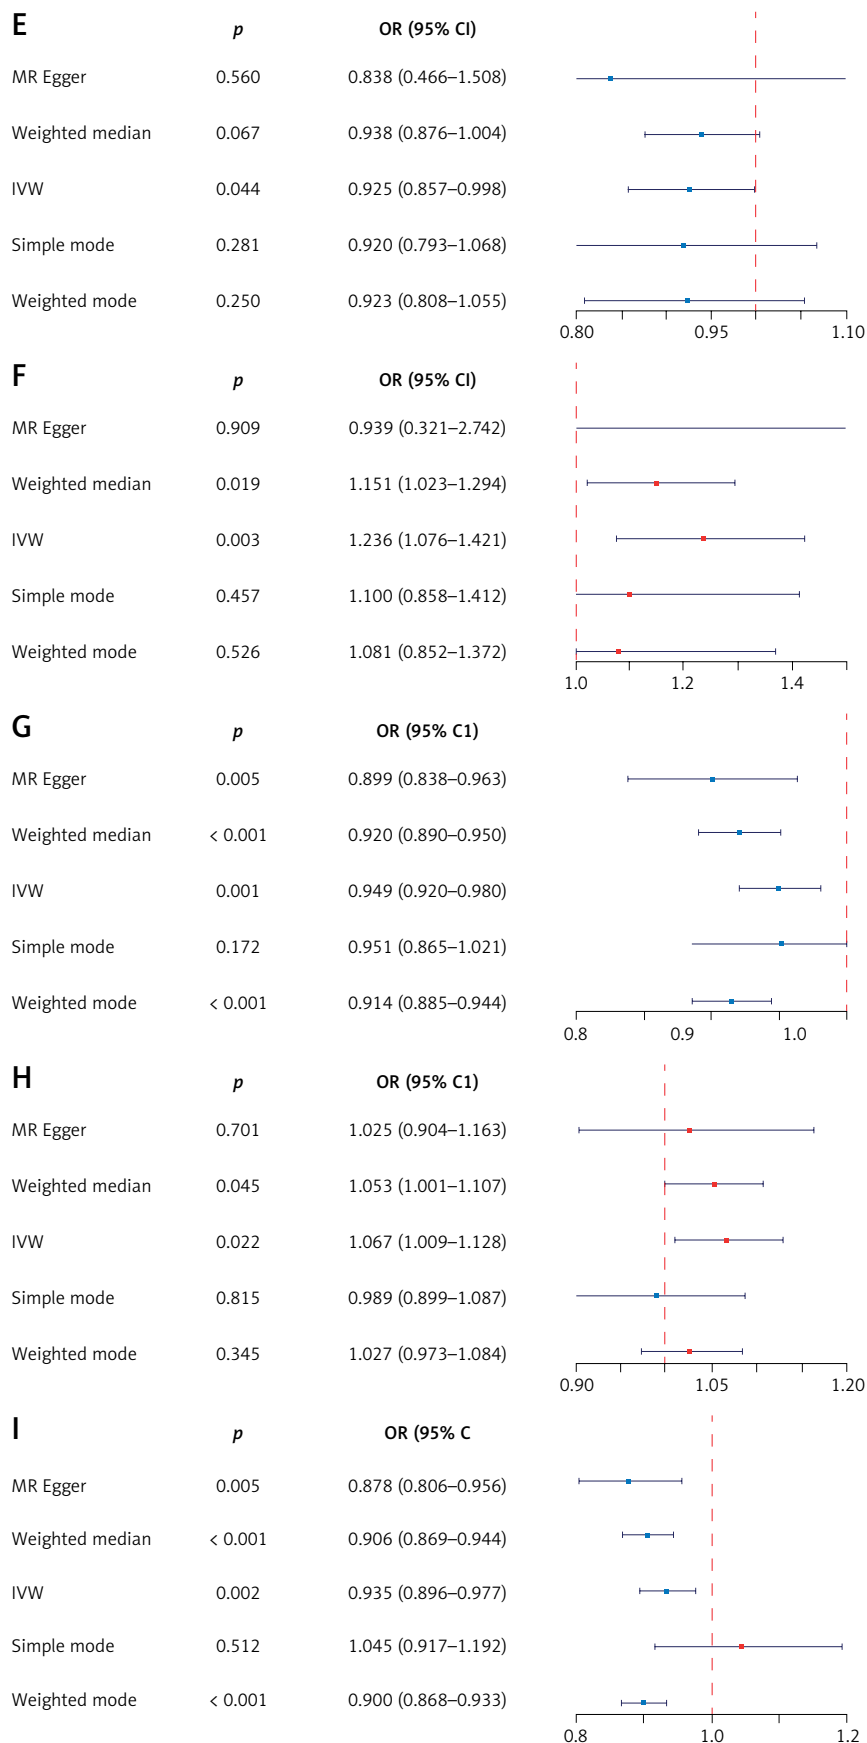 E
p OR (95% CI)
MR Egger 0.560 0.838 (0.466–1.508)
Weighted median 0.067 0.938 (0.876–1.004)
IVW 0.044 0.925 (0.857–0.998)
Simple mode 0.281 0.920 (0.793–1.068)
Weighted mode 0.250 0.923 (0.808–1.055)
0.80 0.95 1.10
F
p OR (95% CI)
MR Egger 0.909 0.939 (0.321–2.742)
Weighted median 0.019 1.151 (1.023–1.294)
IVW 0.003 1.236 (1.076–1.421)
Simple mode 0.457 1.100 (0.858–1.412)
Weighted mode 0.526 1.081 (0.852–1.372)
1.0 1.2 1.4
G
p OR (95% C1)
MR Egger 0.005 0.899 (0.838–0.963)
Weighted median < 0.001 0.920 (0.890–0.950)
IVW 0.001 0.949 (0.920–0.980)
Simple mode 0.172 0.951 (0.865–1.021)
Weighted mode < 0.001 0.914 (0.885–0.944)
0.8 0.9 1.0
H
p OR (95% C1)
MR Egger 0.701 1.025 (0.904–1.163)
Weighted median 0.045 1.053 (1.001–1.107)
IVW 0.022 1.067 (1.009–1.128)
Simple mode 0.815 0.989 (0.899–1.087)
Weighted mode 0.345 1.027 (0.973–1.084)
0.90 1.05 1.20
I
p OR (95% C
MR Egger 0.005 0.878 (0.806–0.956)
Weighted median < 0.001 0.906 (0.869–0.944)
IVW 0.002 0.935 (0.896–0.977)
Simple mode 0.512 1.045 (0.917–1.192)
Weighted mode < 0.001 0.900 (0.868–0.933)
0.8 1.0 1.2